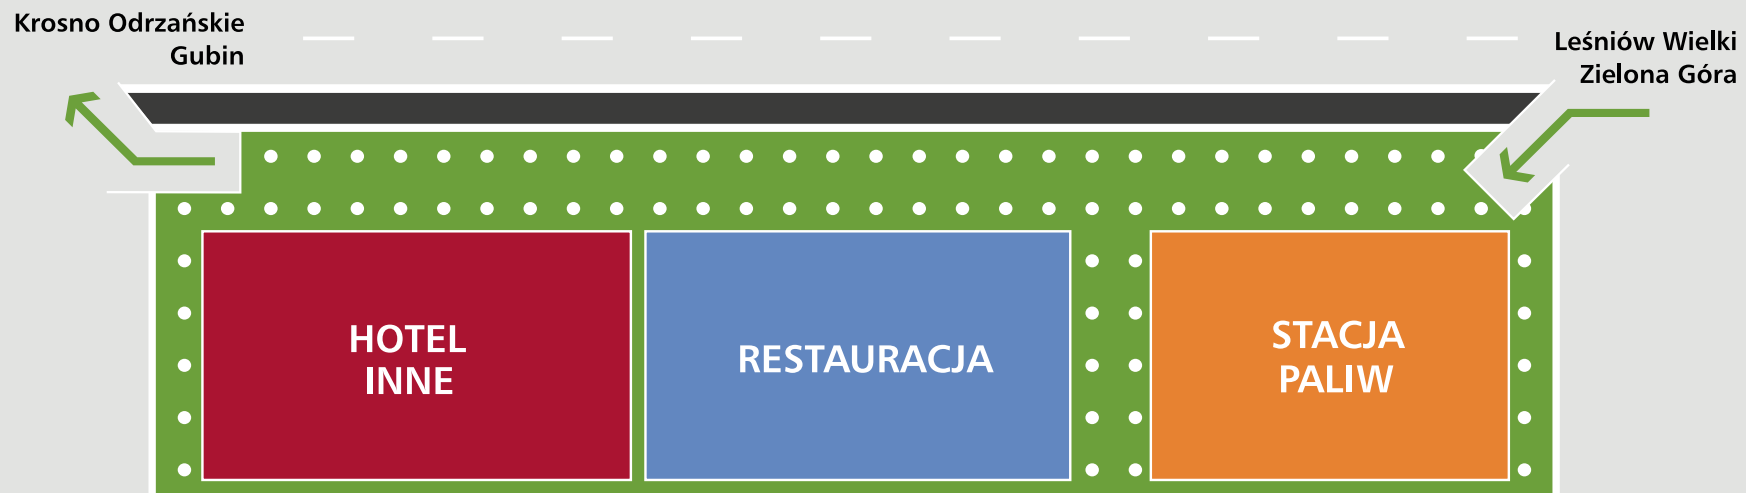 Krosno Odrzańskie
Gubin
Leśniów Wielki
Zielona Góra
HOTEL
INNE
RESTAURACJA
STACJA
PALIW